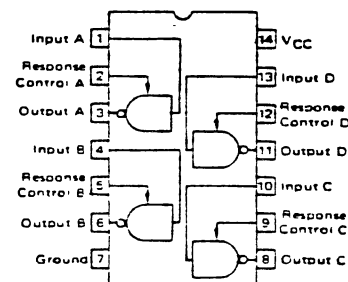 Input A 1
Response
Control A 2
Output A 3
Input B 4
Response
Control B 5
Output B 6
Ground 7
14 VCC
13 Input D
12 Response
Control D
11 Output D
10 Input C
9 Response
Control C
8 Output C